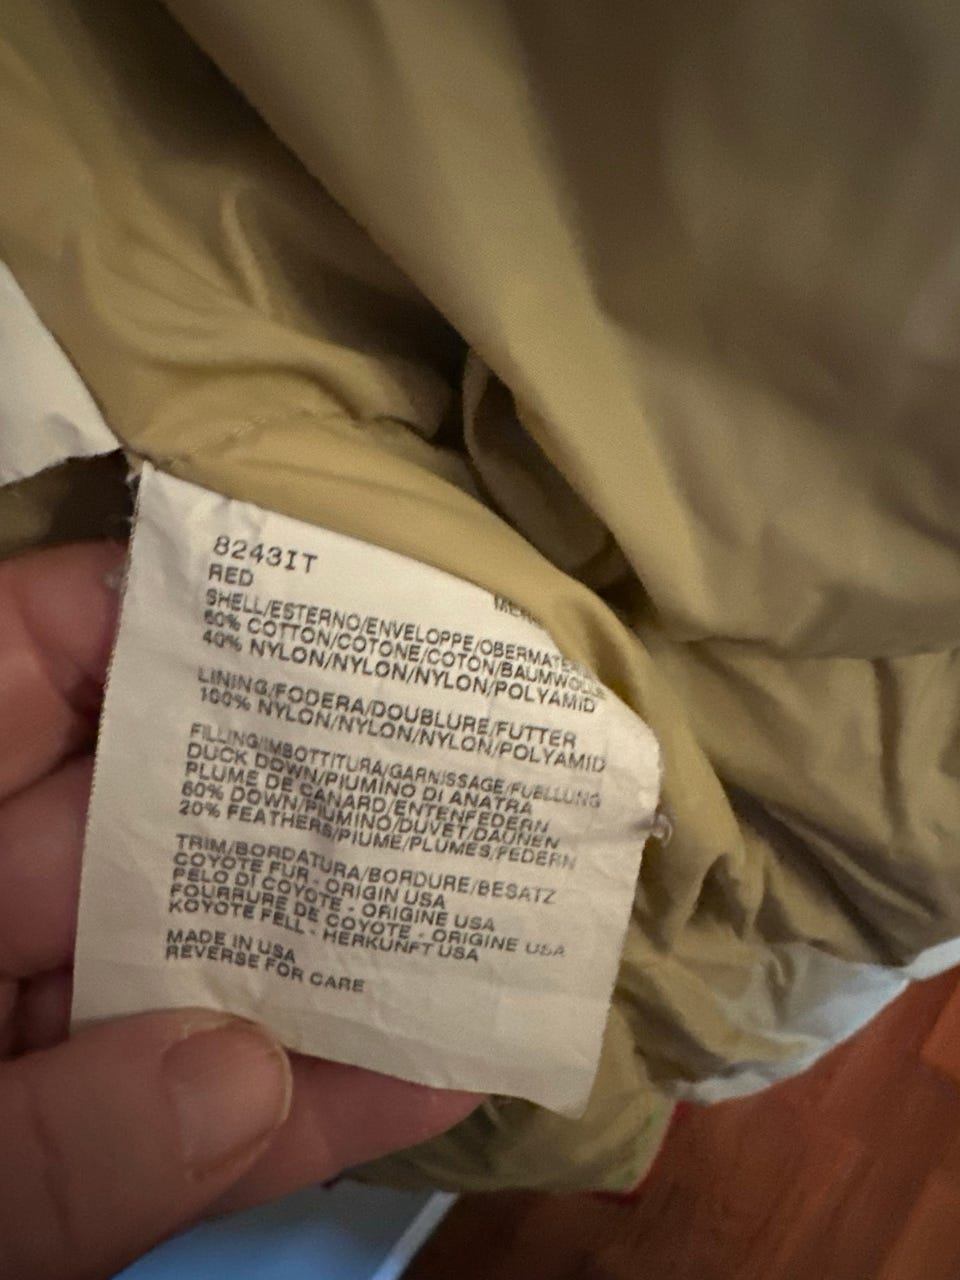 8243IT
RED
SHELL/ESTERNO/ENVELOPPE/OBERMATE
60% COTTON/COTONE/COTON/BAUMWOLLE
40% NYLON/NYLON/NYLON/POLYAMID
LINING/FODERA/DOUBLURE/FUTTER
100% NYLON/NYLON/NYLON/POLYAMID
FILLING/IMBOTTITURA/GARNISSAGE/FUELLUNG
DUCK DOWN/PIUMINO DI ANATRA
PLUME DE CANARD/ENTENFEDERN
DOWN/PIUMINO/DUVET/DAUNEN
20% FEATHERS/PIUME/PLUMES/FEDERN
TRIM/BORDATURA/BORDURE/BESATZ
COYOTE FUR - ORIGIN USA
PELO DI COYOTE - ORIGINE USA
FOURRURE DE COYOTE - ORIGINE USA
KOYOTE FELL - HERKUNFT USA
MADE IN USA
REVERSE FOR CARE